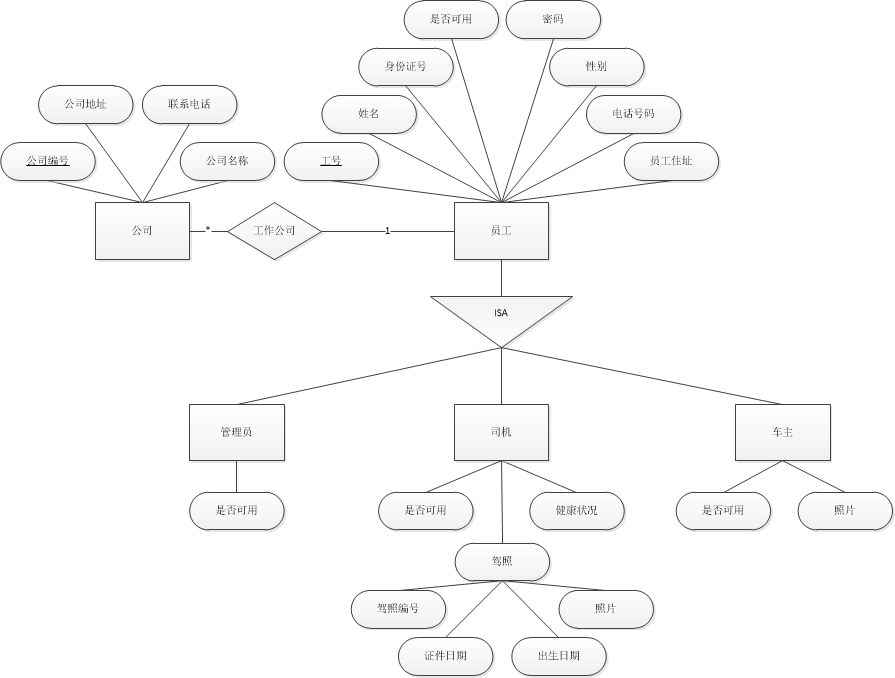 是否可用
密码
身份证号
性别
公司地址
联系电话
姓名
电话号码
公司编号
公司名称
工号
员工住址
公司
*
工作公司
1
员工
ISA
管理员
司机
车主
是否可用
是否可用
健康状况
是否可用
照片
驾照
驾照编号
照片
证件日期
出生日期